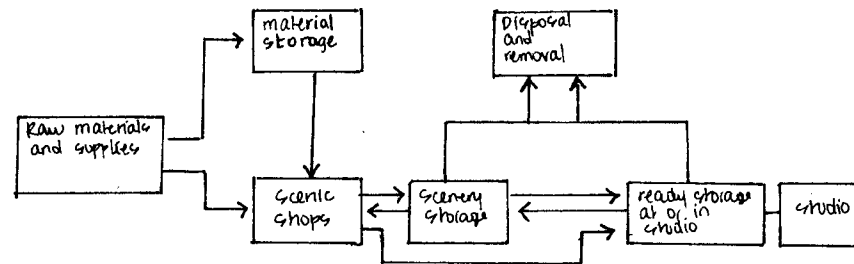 material
storage
Disposal
and
removal
Raw materials
and supplies
scenic
shops
scenery
storage
ready storage
at or in
studio
studio